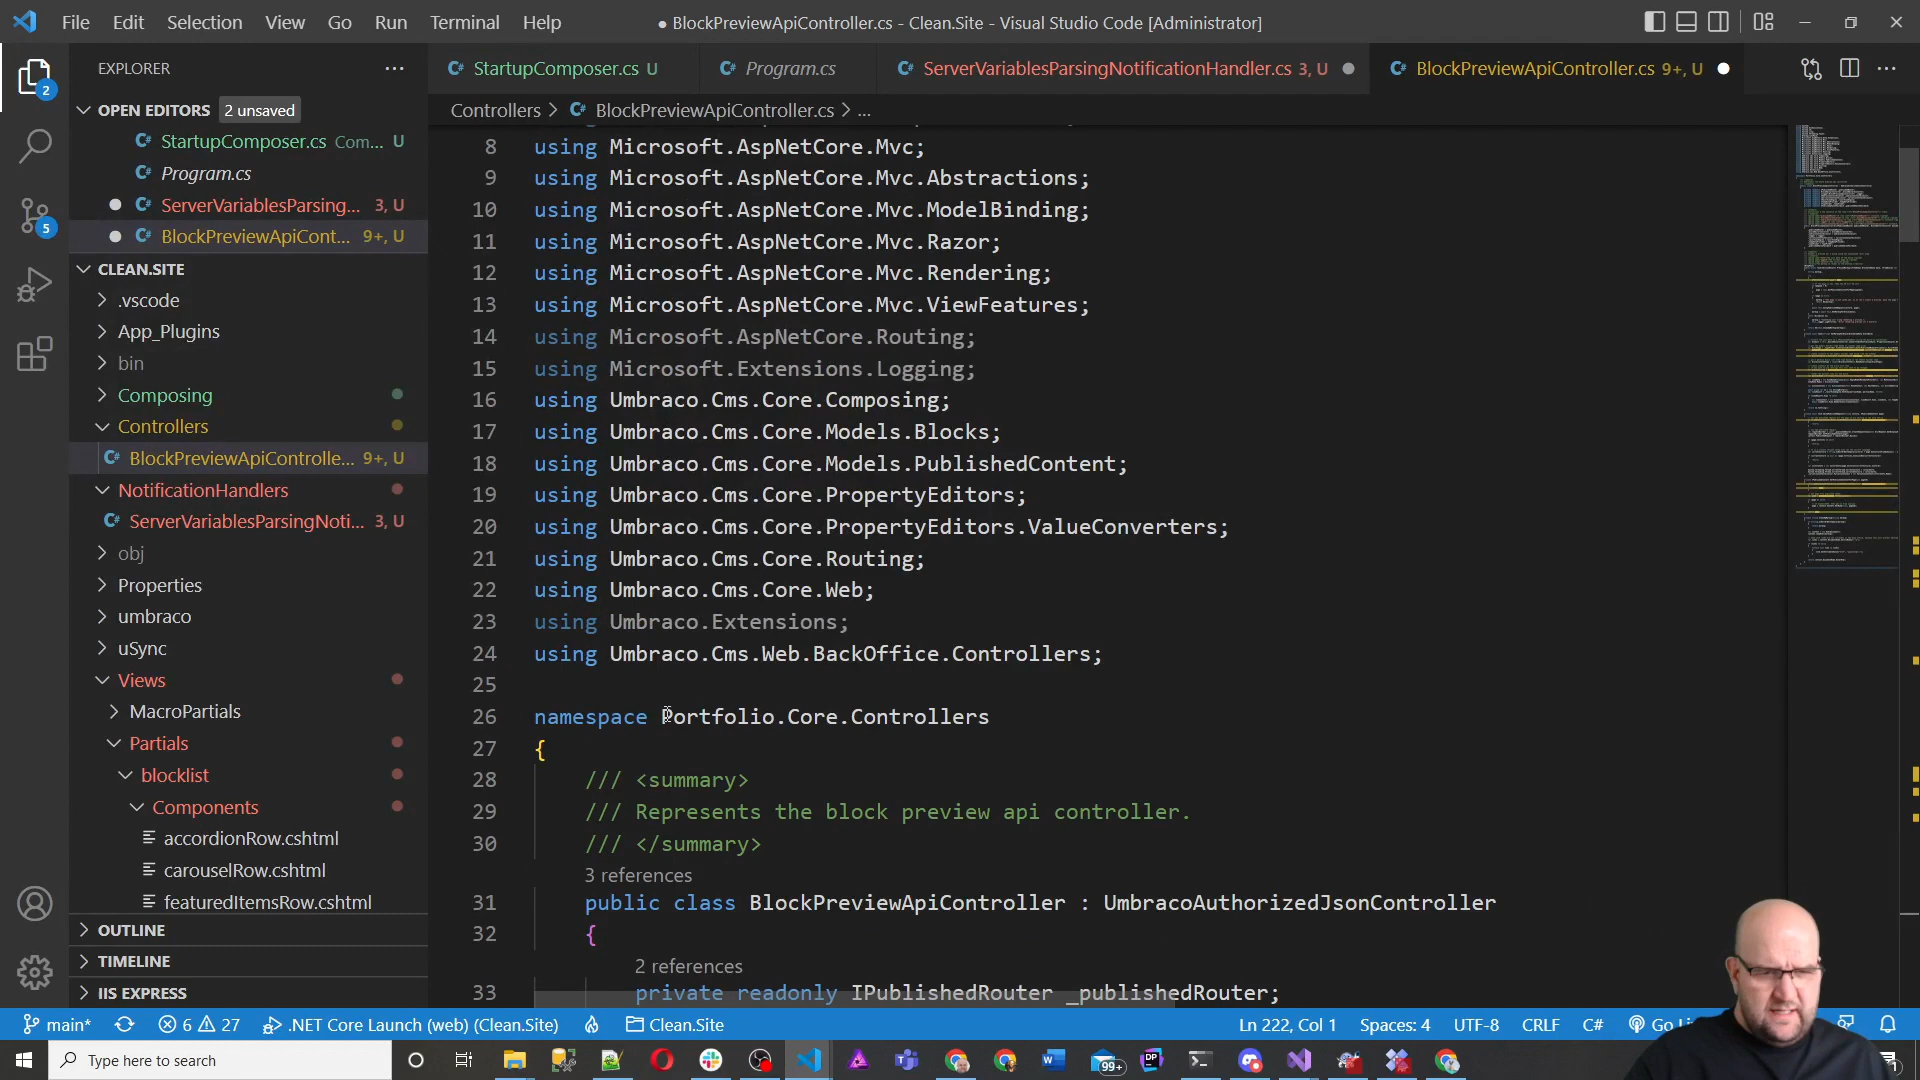 File Edit Selection View Go Run Terminal Help
● BlockPreviewApiController.cs - Clean.Site - Visual Studio Code [Administrator]
EXPLORER
StartupComposer.cs U
Program.cs
ServerVariablesParsingNotificationHandler.cs 3, U
BlockPreviewApiController.cs 9+, U
Controllers > BlockPreviewApiController.cs > ...
OPEN EDITORS 2 unsaved
StartupComposer.cs Com... U
Program.cs
ServerVariablesParsing... 3, U
BlockPreviewApiCont... 9+, U
CLEAN.SITE
.vscode
App_Plugins
bin
Composing
Controllers
BlockPreviewApiControlle... 9+, U
NotificationHandlers
ServerVariablesParsingNoti... 3, U
obj
Properties
umbraco
uSync
Views
MacroPartials
Partials
blocklist
Components
accordionRow.cshtml
carouselRow.cshtml
featuredItemsRow.cshtml
OUTLINE
TIMELINE
IIS EXPRESS
2
5
8 using Microsoft.AspNetCore.Mvc;
9 using Microsoft.AspNetCore.Mvc.Abstractions;
10 using Microsoft.AspNetCore.Mvc.ModelBinding;
11 using Microsoft.AspNetCore.Mvc.Razor;
12 using Microsoft.AspNetCore.Mvc.Rendering;
13 using Microsoft.AspNetCore.Mvc.ViewFeatures;
14 using Microsoft.AspNetCore.Routing;
15 using Microsoft.Extensions.Logging;
16 using Umbraco.Cms.Core.Composing;
17 using Umbraco.Cms.Core.Models.Blocks;
18 using Umbraco.Cms.Core.Models.PublishedContent;
19 using Umbraco.Cms.Core.PropertyEditors;
20 using Umbraco.Cms.Core.PropertyEditors.ValueConverters;
21 using Umbraco.Cms.Core.Routing;
22 using Umbraco.Cms.Core.Web;
23 using Umbraco.Extensions;
24 using Umbraco.Cms.Web.BackOffice.Controllers;
25
26 namespace Portfolio.Core.Controllers
27 {
28 /// <summary>
29 /// Represents the block preview api controller.
30 /// </summary>
3 references
31 public class BlockPreviewApiController : UmbracoAuthorizedJsonController
32 {
2 references
33 private readonly IPublishedRouter _publishedRouter;
main* 6 27 .NET Core Launch (web) (Clean.Site) Clean.Site
Ln 222, Col 1 Spaces: 4 UTF-8 CRLF C# Go
Type here to search
99+